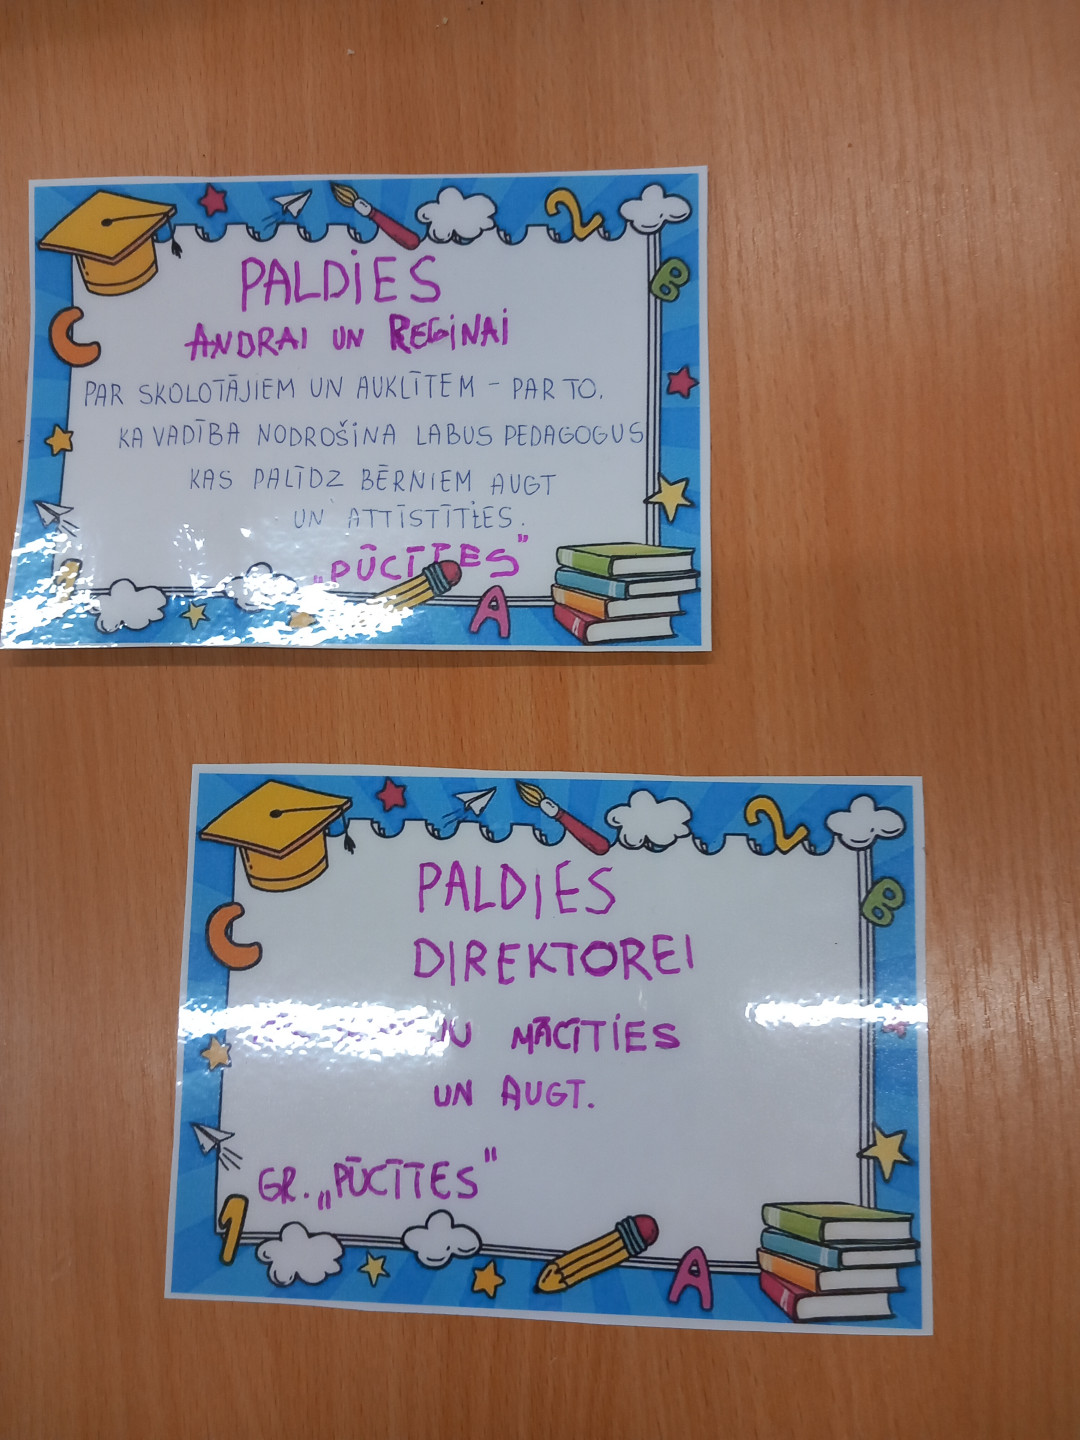 PALDIES
ANDRAI UN REGINAI
PAR SKOLOTĀJIEM UN AUKLĪTEM - PAR TO.
KA VADĪBA NODROŠINA LABUS PEDAGOGUS
KAS PALĪDZ BĒRNIEM AUGT
UN ATTĪSTĪTIES.
„PŪCĪTES"
PALDIES
DIREKTOREI
MĀCĪTIES
UN AUGT.
GR. „PŪCĪTES"